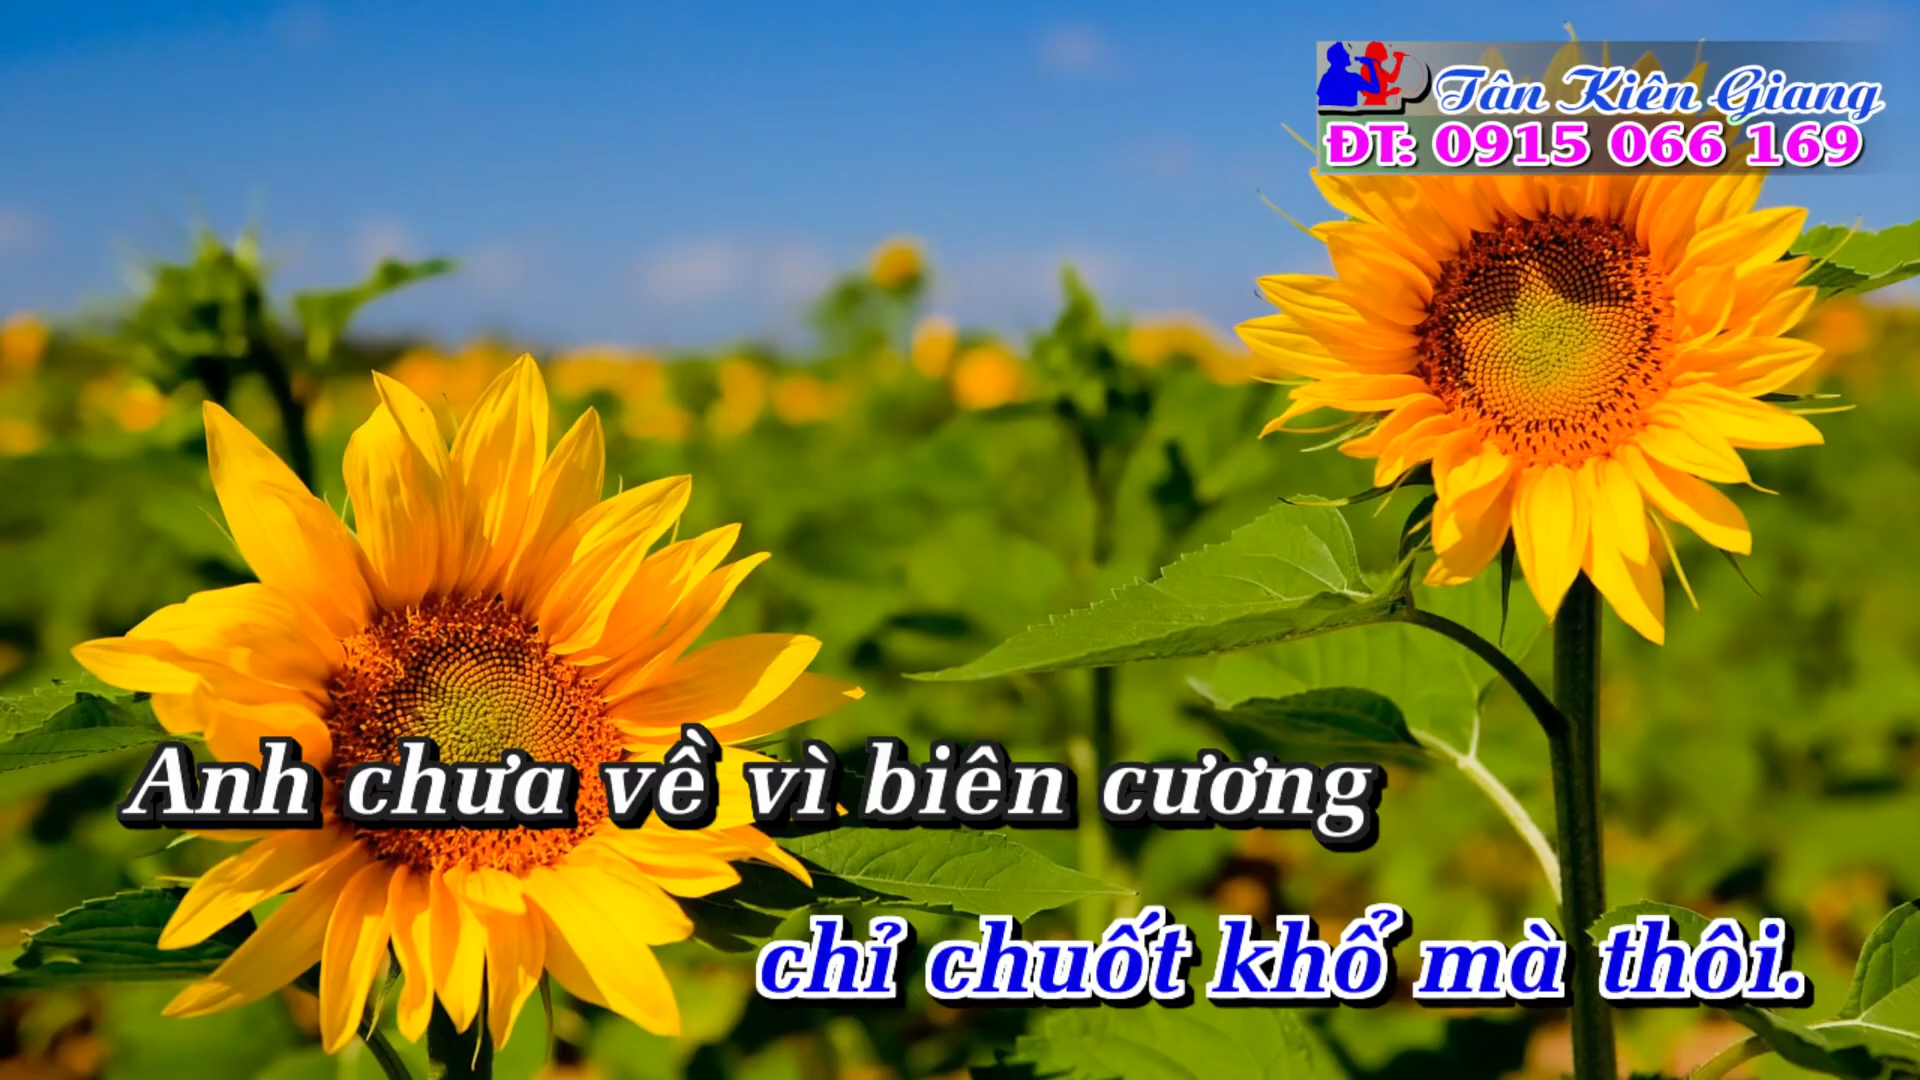 Tân Kiên Giang
ĐT: 0915 066 169
Anh chưa về vì biên cương
chỉ chuốt khổ mà thôi.